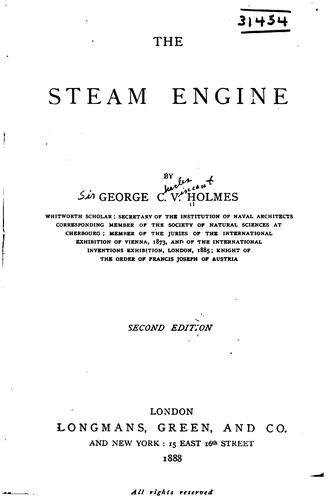 31454
THE
STEAM ENGINE
BY
Charles Vincent
Sir GEORGE C. V. HOLMES
WHITWORTH SCHOLAR; SECRETARY OF THE INSTITUTION OF NAVAL ARCHITECTS
CORRESPONDING MEMBER OF THE SOCIETY OF NATURAL SCIENCES AT
CHERBOURG; MEMBER OF THE JURIES OF THE INTERNATIONAL
EXHIBITION OF VIENNA, 1873, AND OF THE INTERNATIONAL
INVENTIONS EXHIBITION, LONDON, 1885; KNIGHT OF
THE ORDER OF FRANCIS JOSEPH OF AUSTRIA
SECOND EDITION
LONDON
LONGMANS, GREEN, AND CO.
AND NEW YORK : 15 EAST 16th STREET
1888
All rights reserved